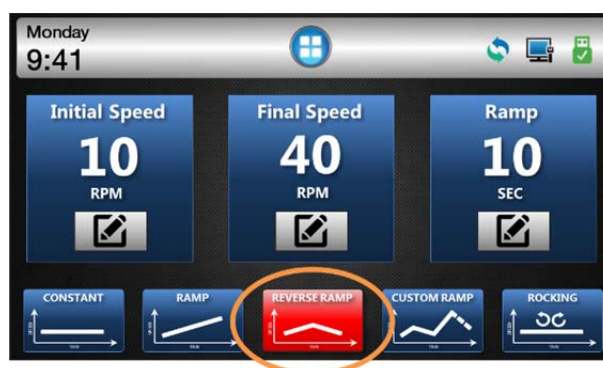 Monday
9:41
Initial Speed
10
RPM
Final Speed
40
RPM
Ramp
10
SEC
CONSTANT
RAMP
REVERSE RAMP
CUSTOM RAMP
ROCKING